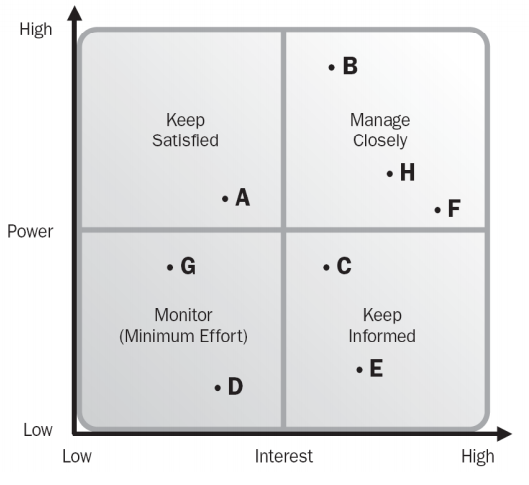 High
• B
Keep
Satisfied
Manage
Closely
• H
• A
• F
Power
• G
• C
Monitor
(Minimum Effort)
Keep
Informed
• E
• D
Low
Low
Interest
High